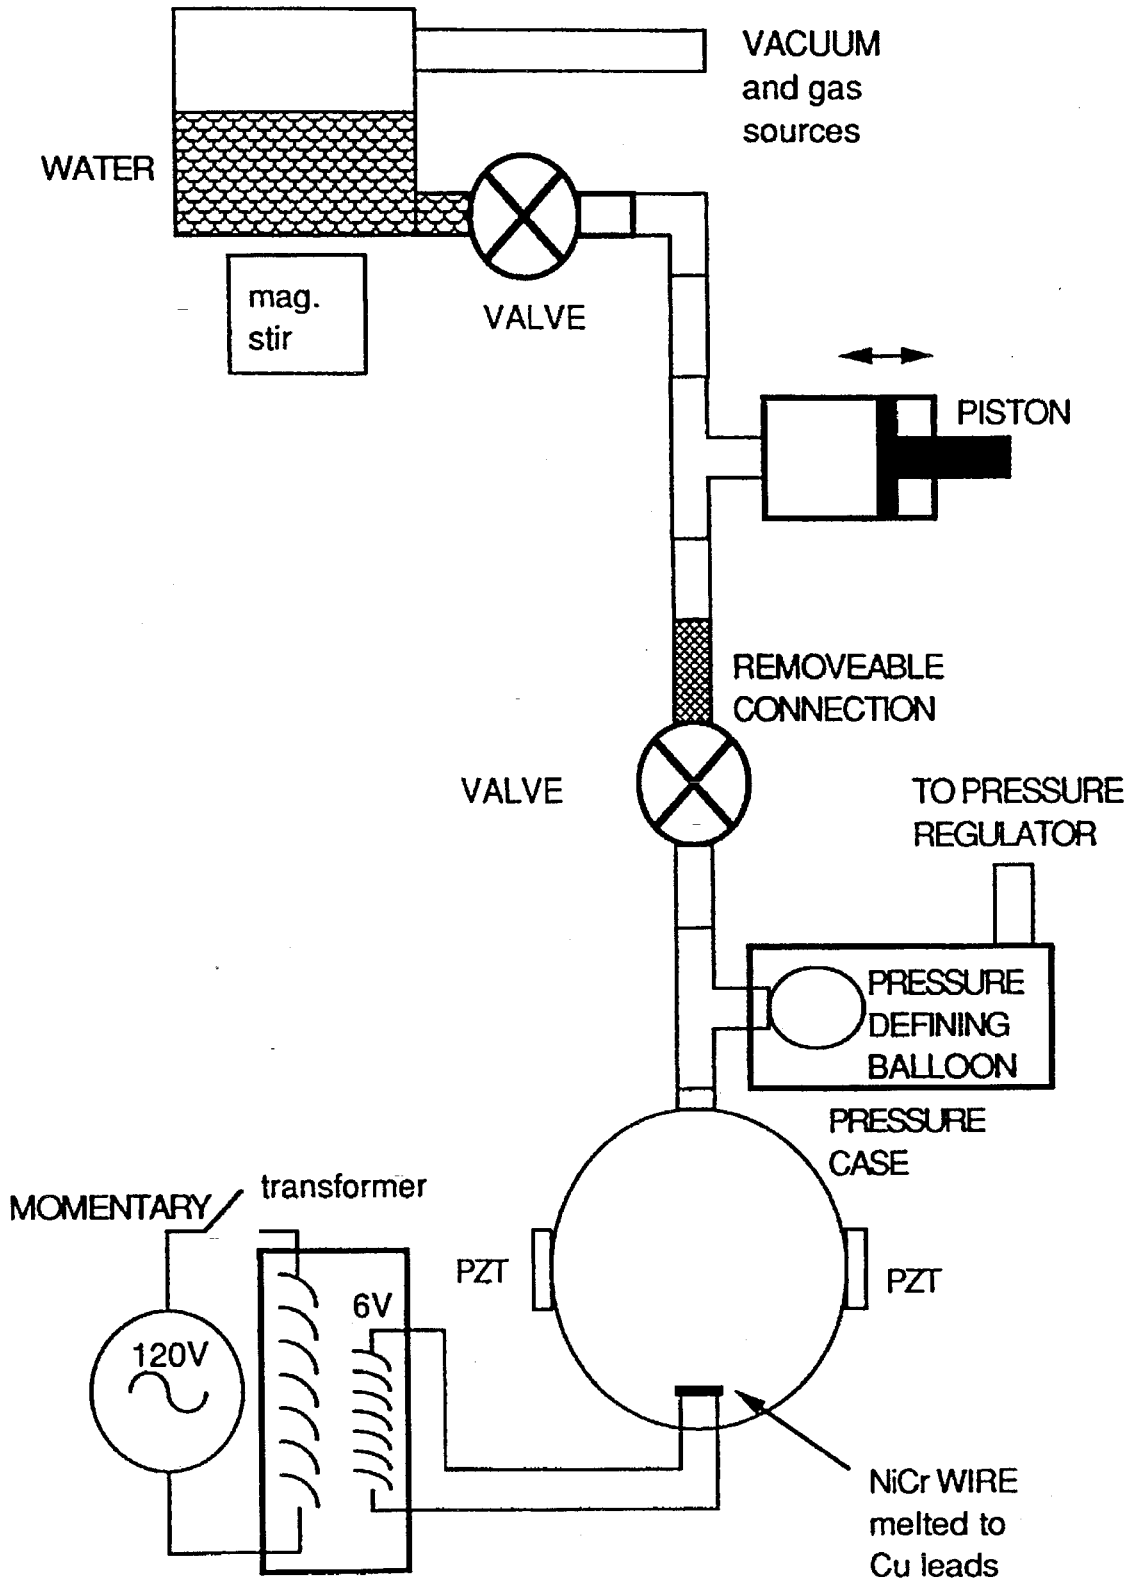 VACUUM
and gas
sources
WATER
mag.
stir
VALVE
PISTON
REMOVEABLE
CONNECTION
VALVE
TO PRESSURE
REGULATOR
PRESSURE
DEFINING
BALLOON
PRESSURE
CASE
MOMENTARY
transformer
PZT
PZT
6V
120V
NiCr WIRE
melted to
Cu leads